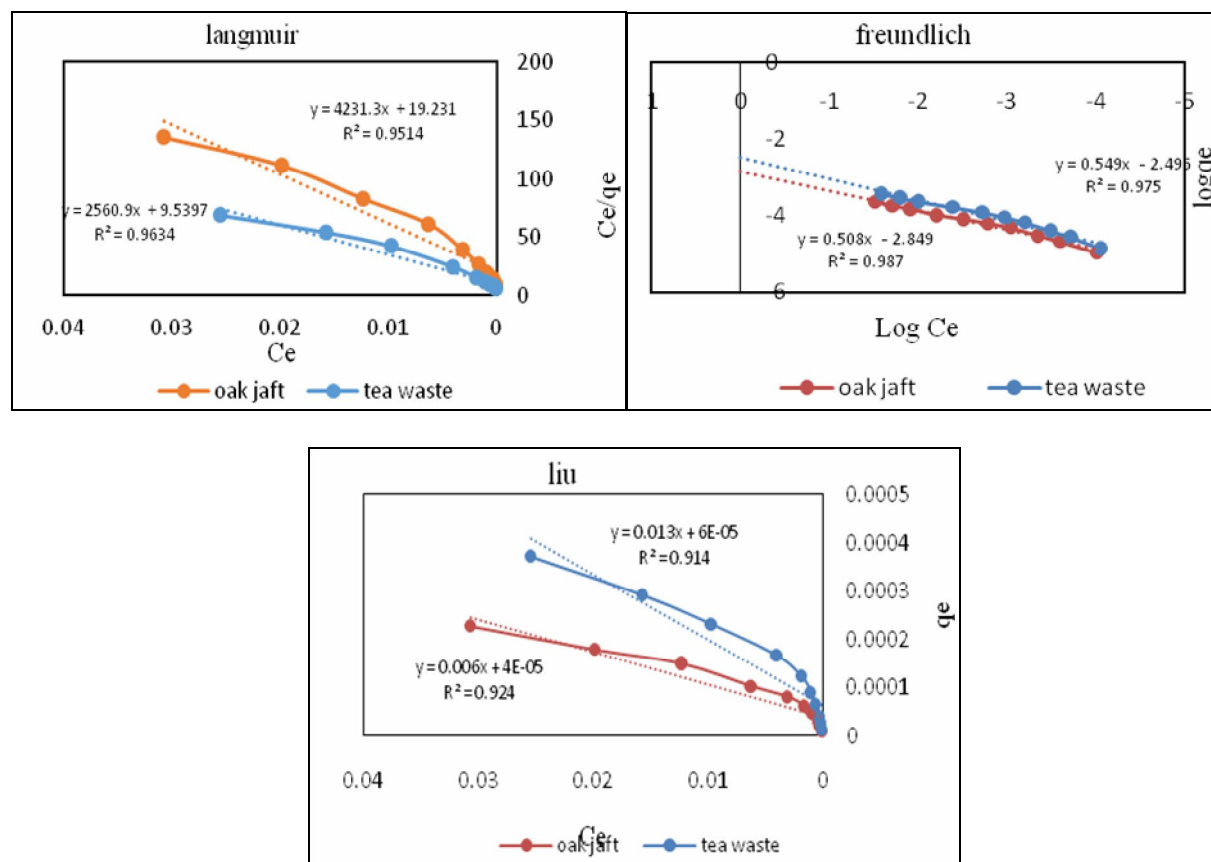 langmuir
200
150
100
50
0
Ce/qe
y = 4231.3x + 19.231
R² = 0.9514
y = 2560.9x + 9.5397
R² = 0.9634
0.04 0.03 0.02 0.01 0
Ce
oak jaft tea waste
freundlich
0
1 0 -1 -2 -3 -4 -5
-2
-4
-6
logqe
y = 0.549x - 2.496
R² = 0.975
y = 0.508x - 2.849
R² = 0.987
Log Ce
oak jaft tea waste
liu
0.0005
0.0004
0.0003
0.0002
0.0001
0
qe
y = 0.013x + 6E-05
R² = 0.914
y = 0.006x + 4E-05
R² = 0.924
0.04 0.03 0.02 0.01 0
Ce
oak jaft tea waste